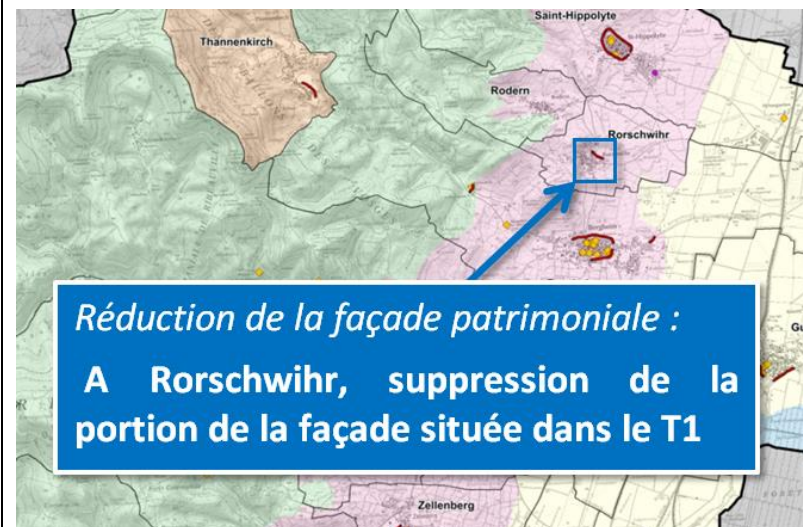 Saint-Hippolyte
Thannenkirch
Rodern
Rorschwihr
Réduction de la façade patrimoniale :
A Rorschwihr, suppression de la
portion de la façade située dans le T1
Gu
Zellenberg